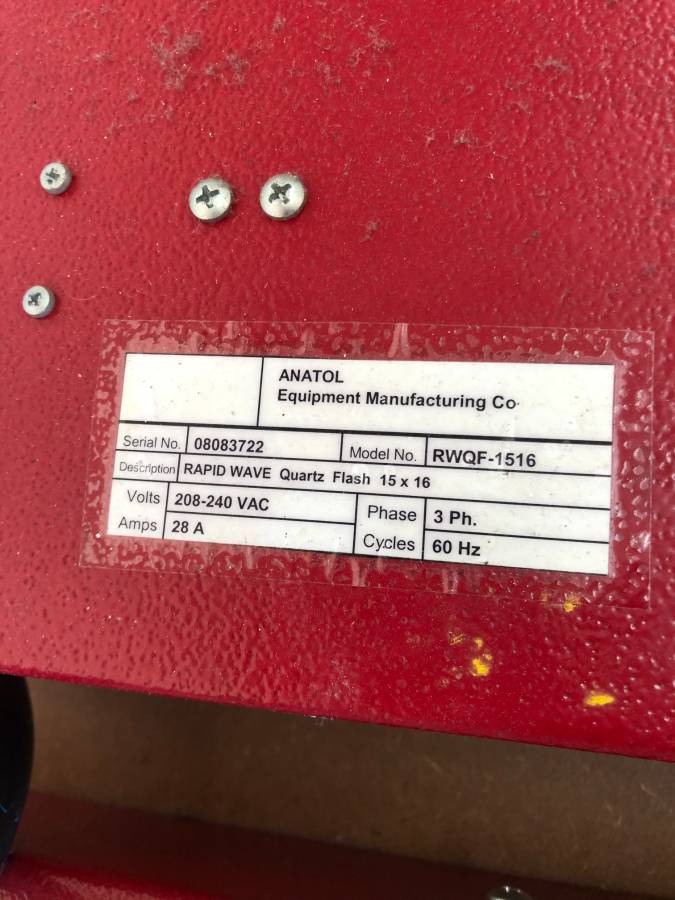 ANATOL
Equipment Manufacturing Co.
Serial No. 08083722 Model No. RWQF-1516
Description RAPID WAVE Quartz Flash 15 x 16
Volts 208-240 VAC Phase 3 Ph.
Amps 28 A Cycles 60 Hz